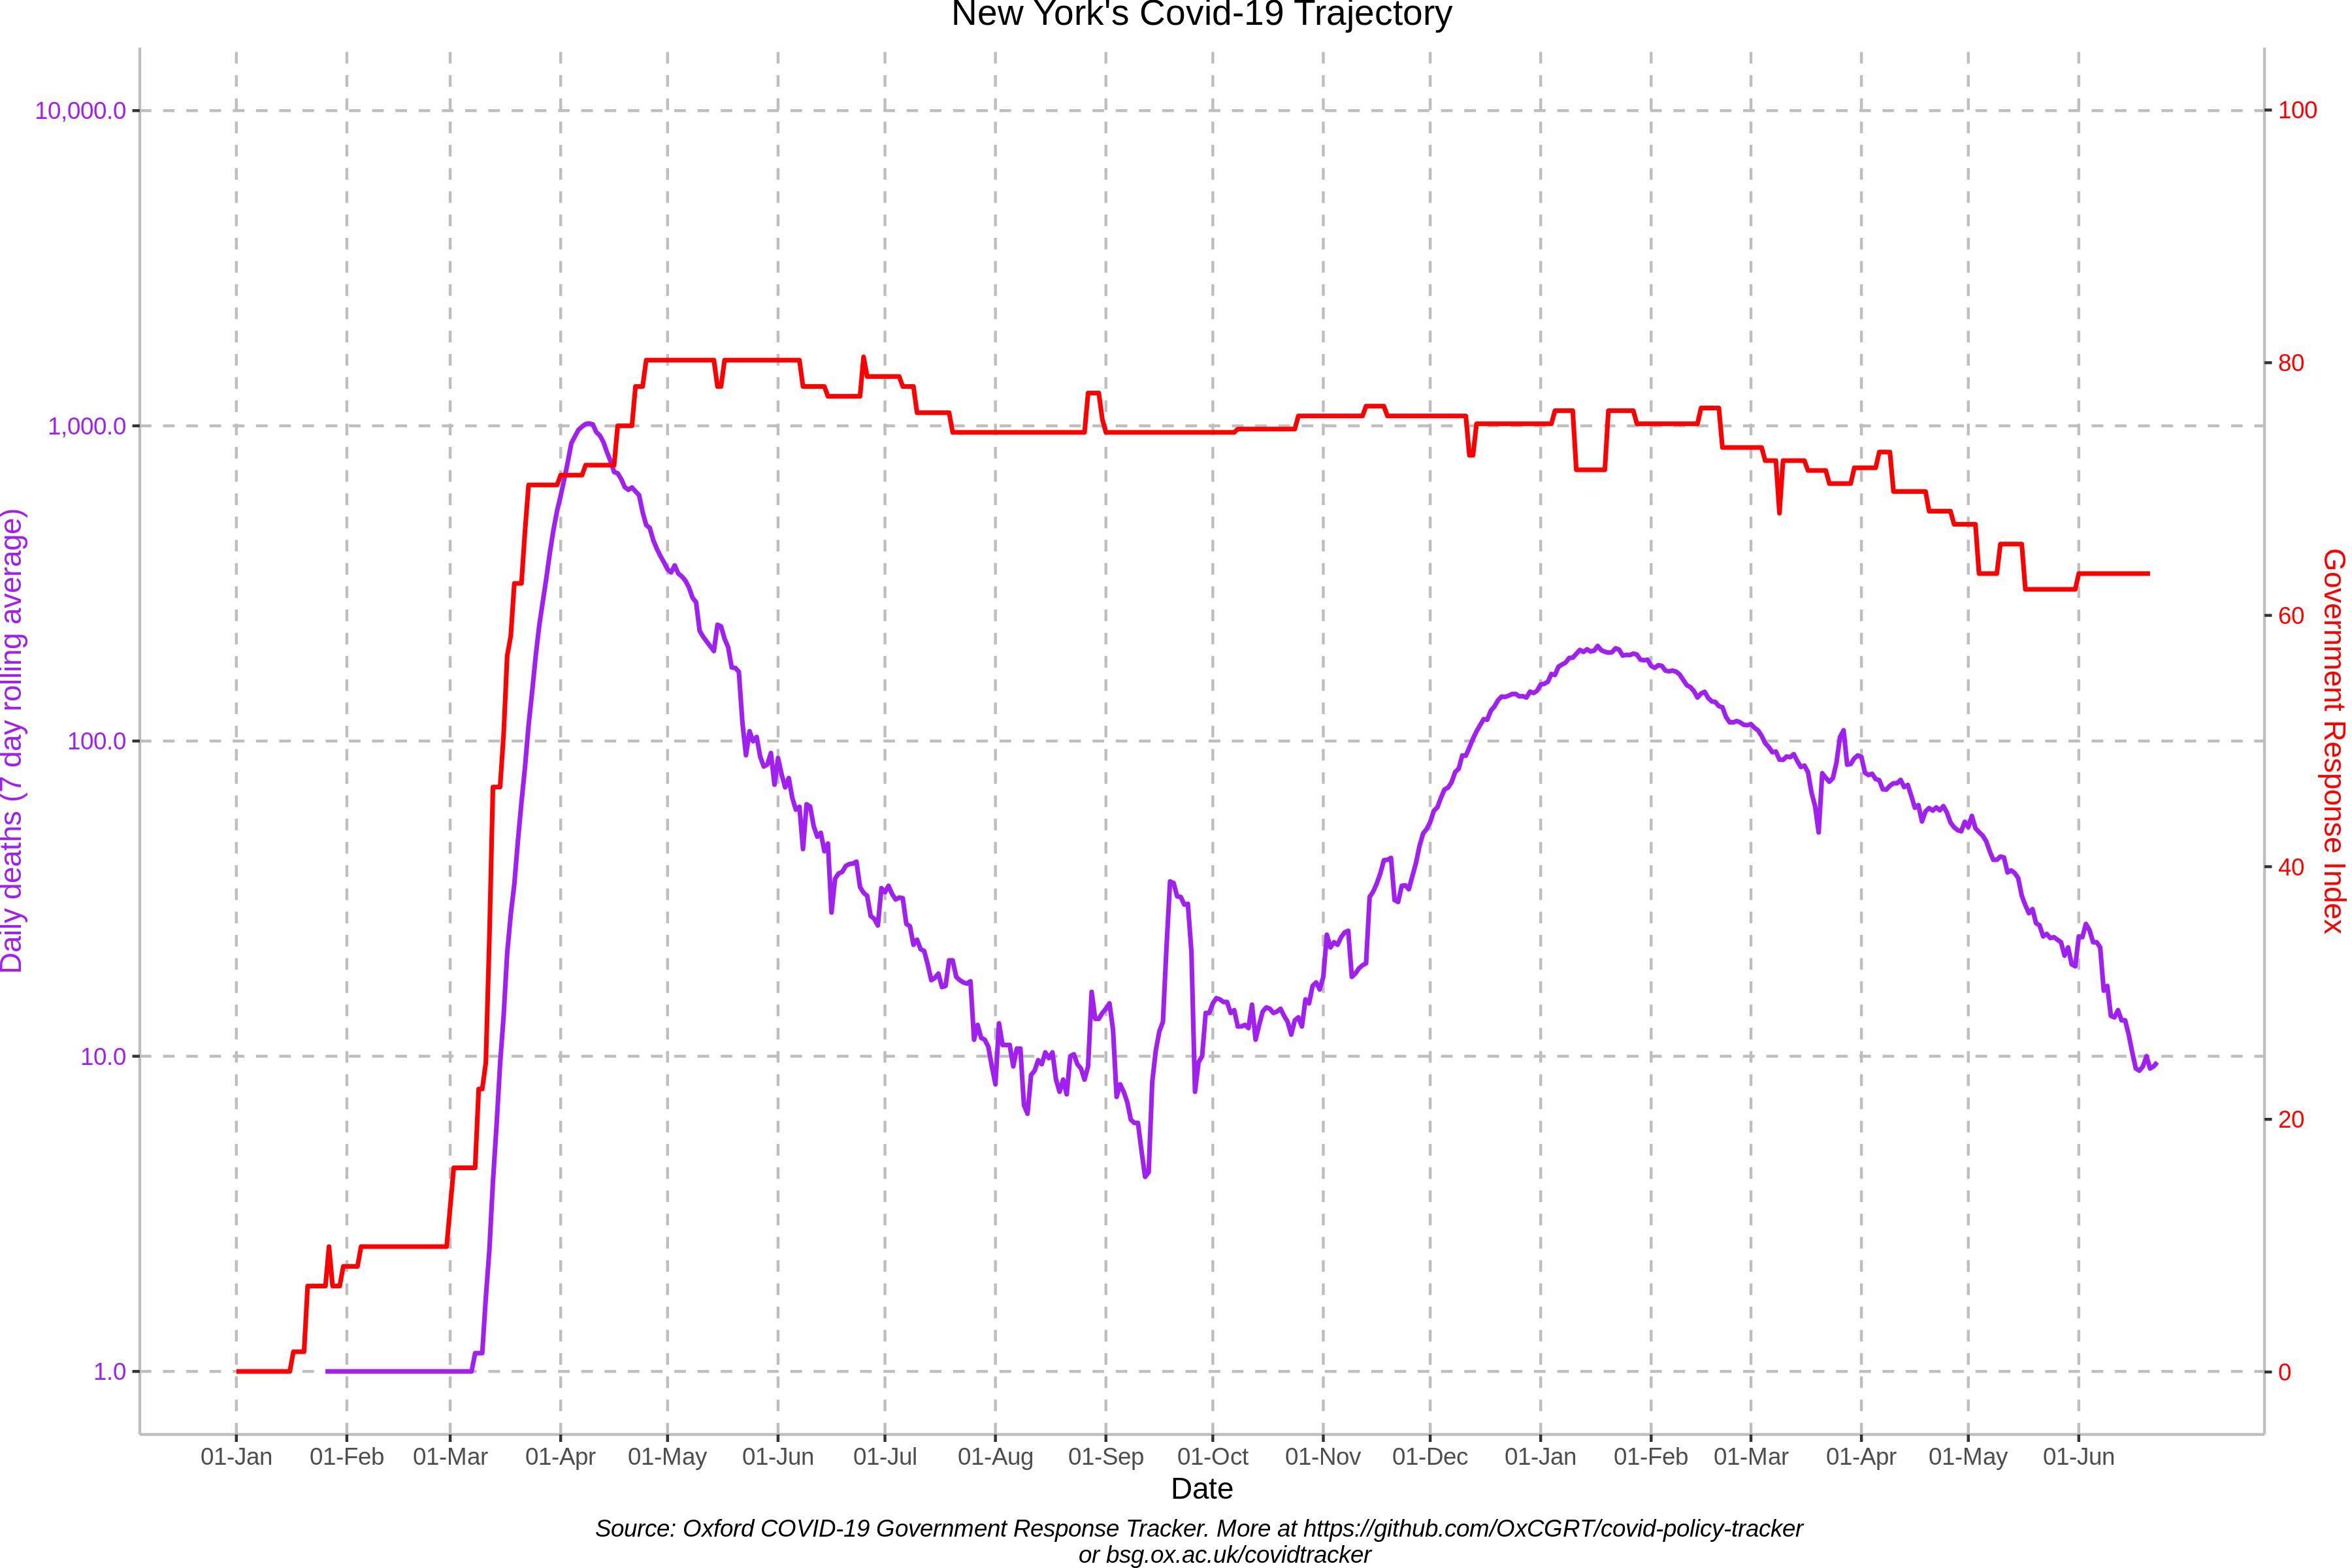 New York's Covid-19 Trajectory
10,000.0
1,000.0
100.0
10.0
1.0
Daily deaths (7 day rolling average)
100
80
60
40
20
0
Government Response Index
01-Jan 01-Feb 01-Mar 01-Apr 01-May 01-Jun 01-Jul 01-Aug 01-Sep 01-Oct 01-Nov 01-Dec 01-Jan 01-Feb 01-Mar 01-Apr 01-May 01-Jun
Date
Source: Oxford COVID-19 Government Response Tracker. More at https://github.com/OxCGRT/covid-policy-tracker
or bsg.ox.ac.uk/covidtracker